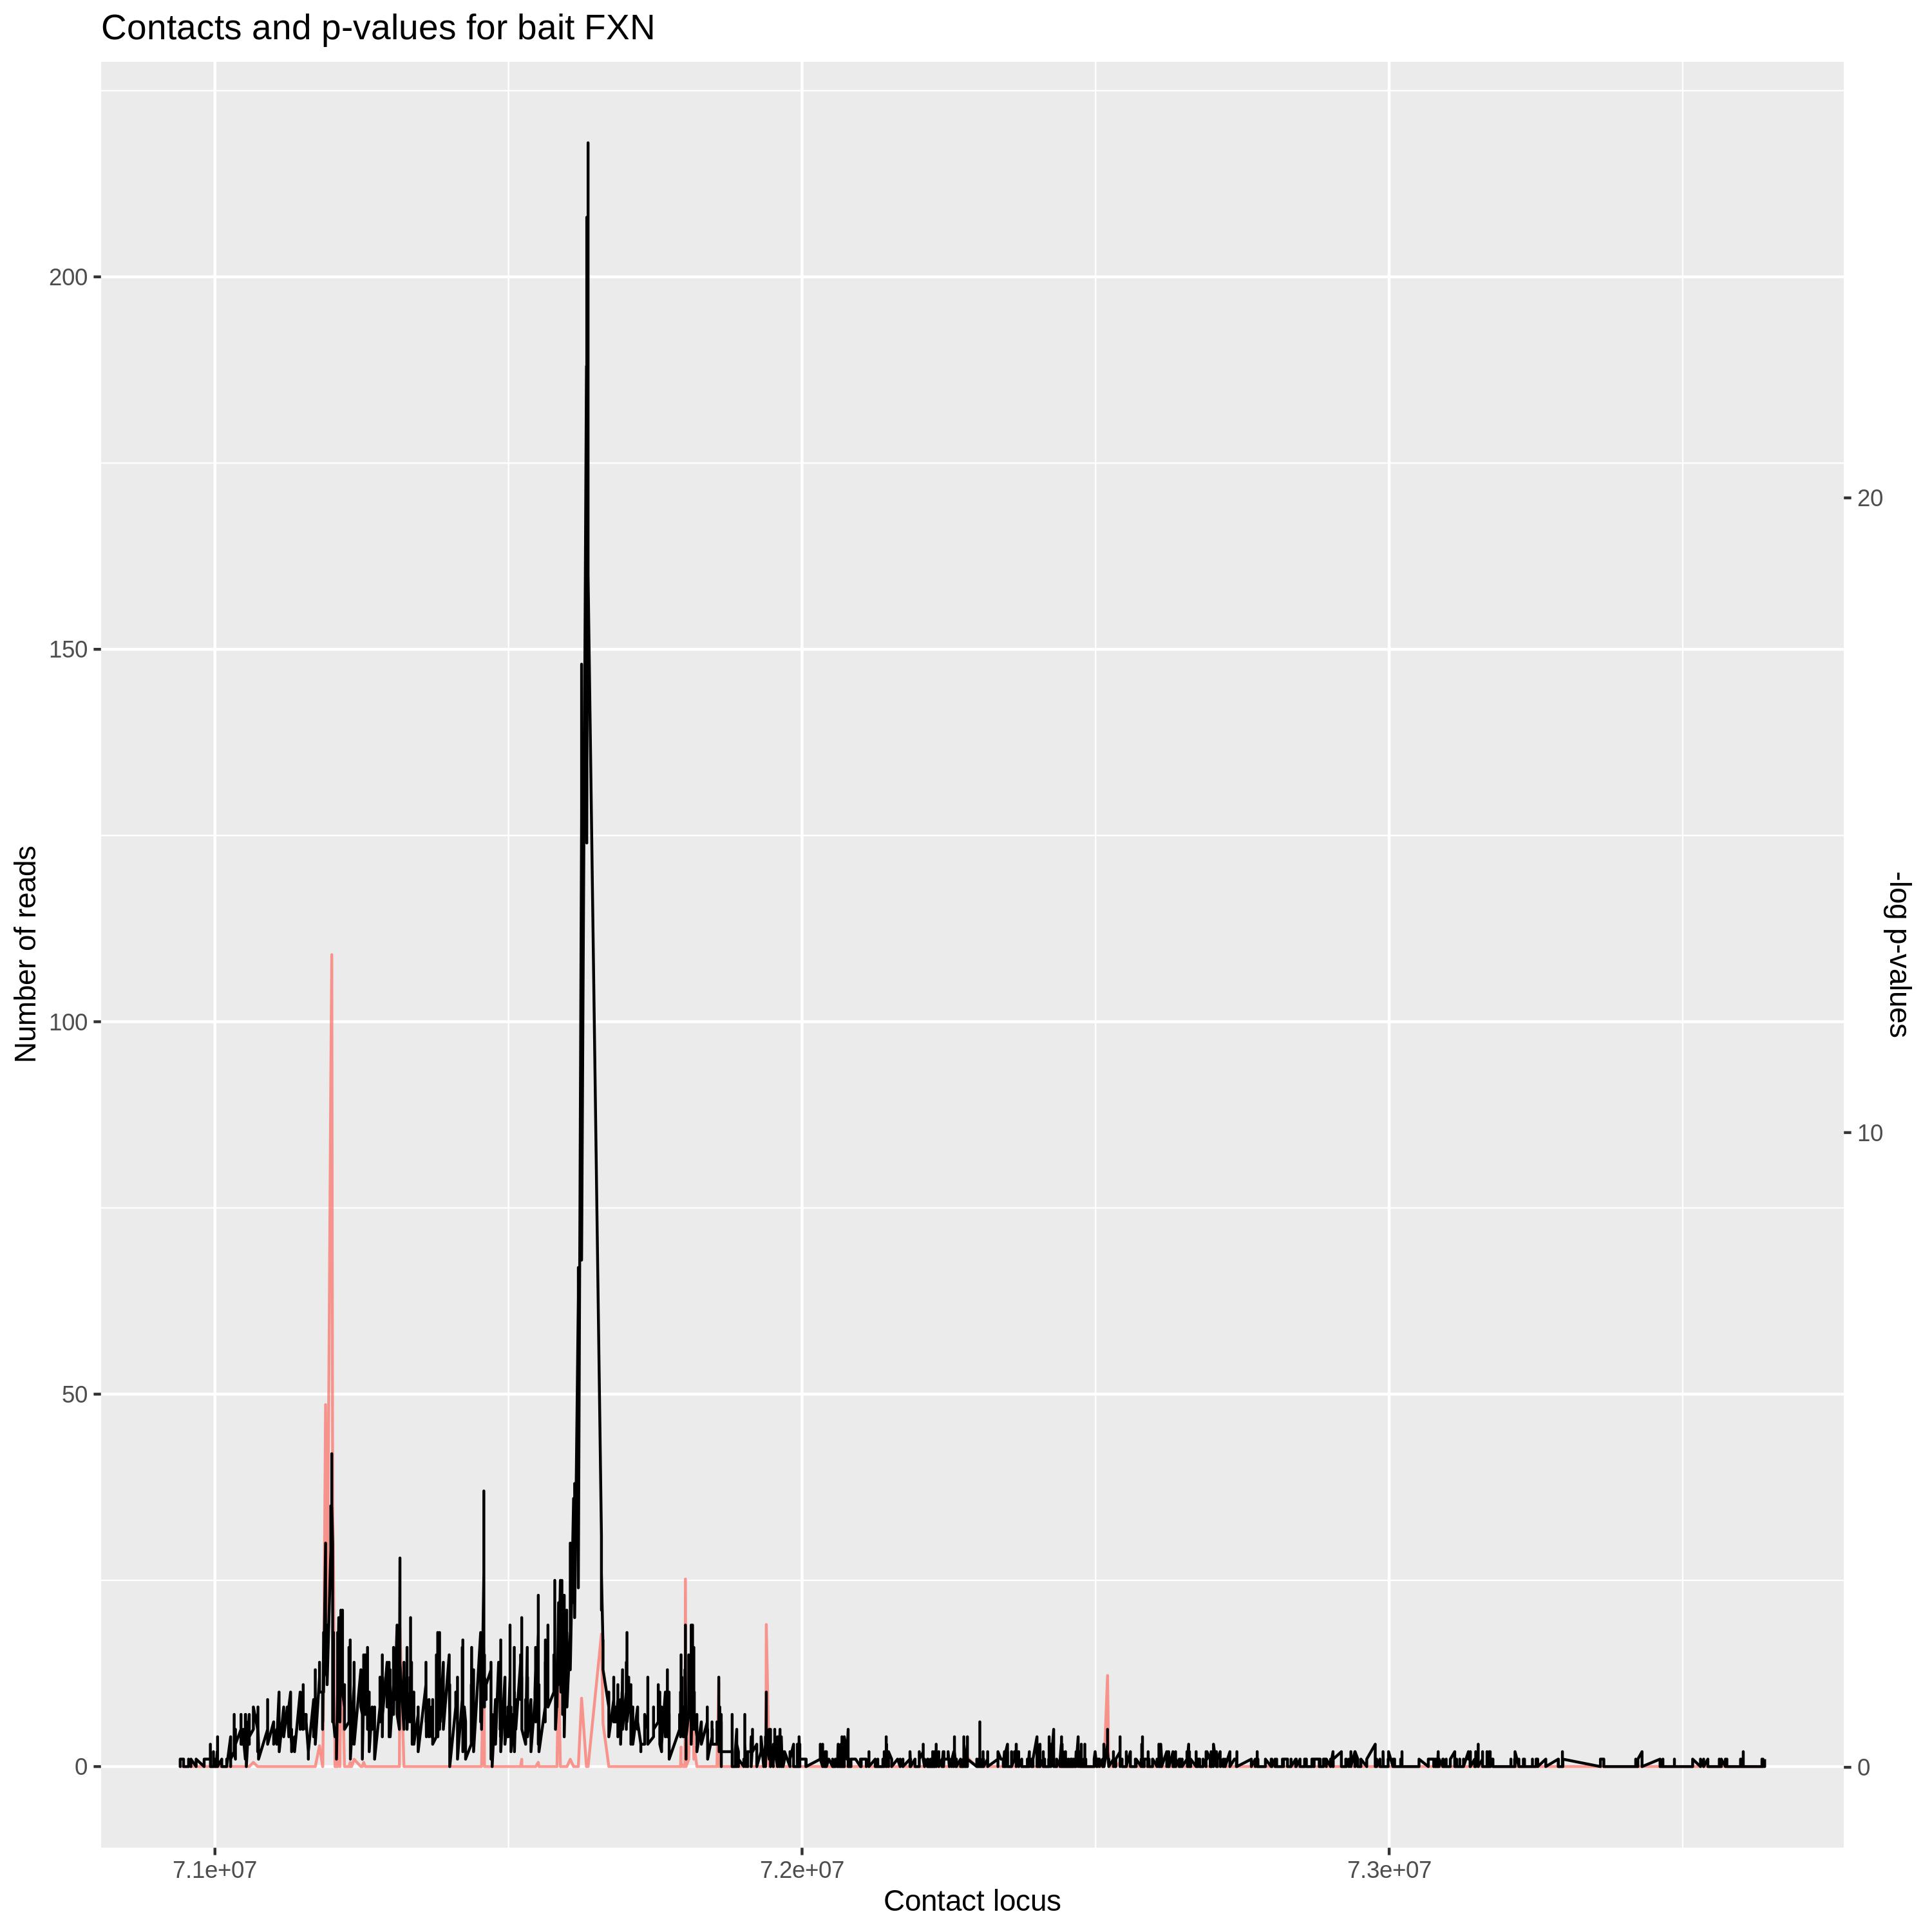 Contacts and p-values for bait FXN
200
150
100
50
0
Number of reads
20
10
0
-log p-values
7.1e+07 7.2e+07 7.3e+07
Contact locus